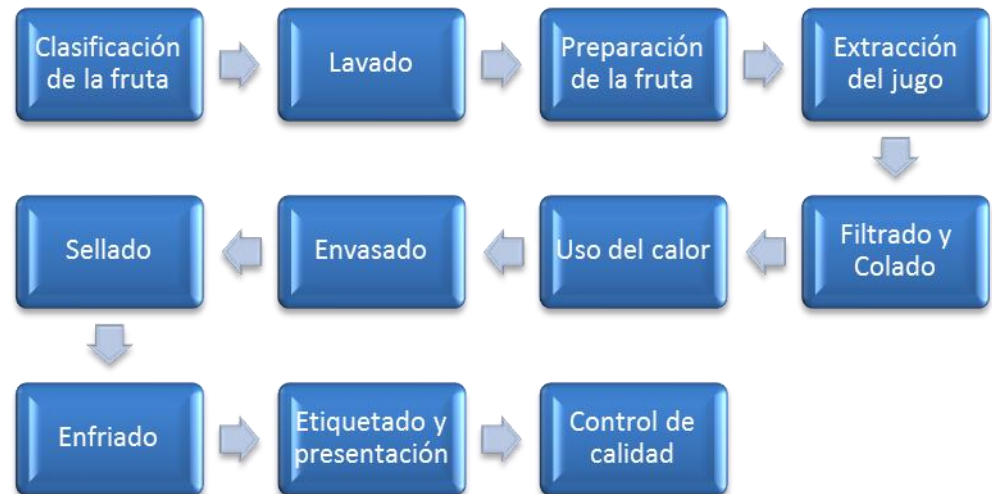 Clasificación
de la fruta
Lavado
Preparación
de la fruta
Extracción
del jugo
Filtrado y
Colado
Uso del calor
Envasado
Sellado
Enfriado
Etiquetado y
presentación
Control de
calidad